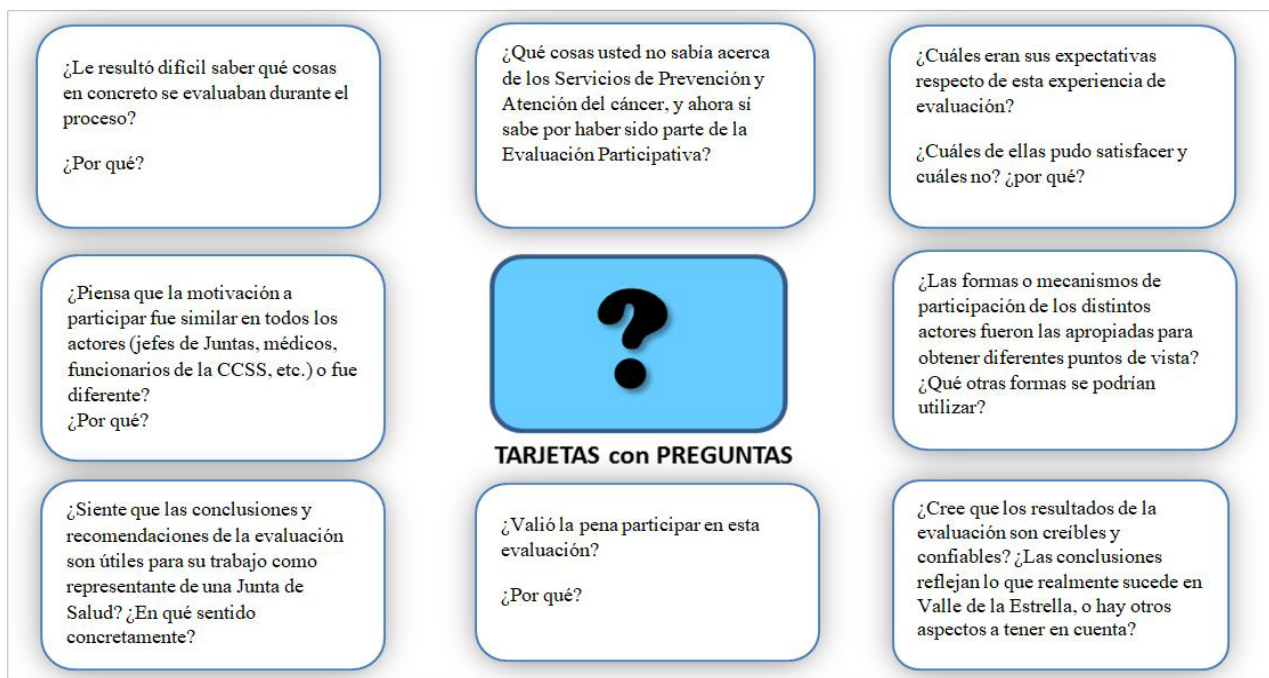 ¿Le resultó difícil saber qué cosas
en concreto se evaluaban durante el
proceso?
¿Por qué?
¿Qué cosas usted no sabía acerca
de los Servicios de Prevención y
Atención del cáncer, y ahora sí
sabe por haber sido parte de la
Evaluación Participativa?
¿Cuáles eran sus expectativas
respecto de esta experiencia de
evaluación?
¿Cuáles de ellas pudo satisfacer y
cuáles no? ¿por qué?
¿Piensa que la motivación a
participar fue similar en todos los
actores (jefes de Juntas, médicos,
funcionarios de la CCSS, etc.) o fue
diferente?
¿Por qué?
?
TARJETAS con PREGUNTAS
¿Las formas o mecanismos de
participación de los distintos
actores fueron las apropiadas para
obtener diferentes puntos de vista?
¿Qué otras formas se podrían
utilizar?
¿Siente que las conclusiones y
recomendaciones de la evaluación
son útiles para su trabajo como
representante de una Junta de
Salud? ¿En qué sentido
concretamente?
¿Valió la pena participar en esta
evaluación?
¿Por qué?
¿Cree que los resultados de la
evaluación son creíbles y
confiables? ¿Las conclusiones
reflejan lo que realmente sucede en
Valle de la Estrella, o hay otros
aspectos a tener en cuenta?